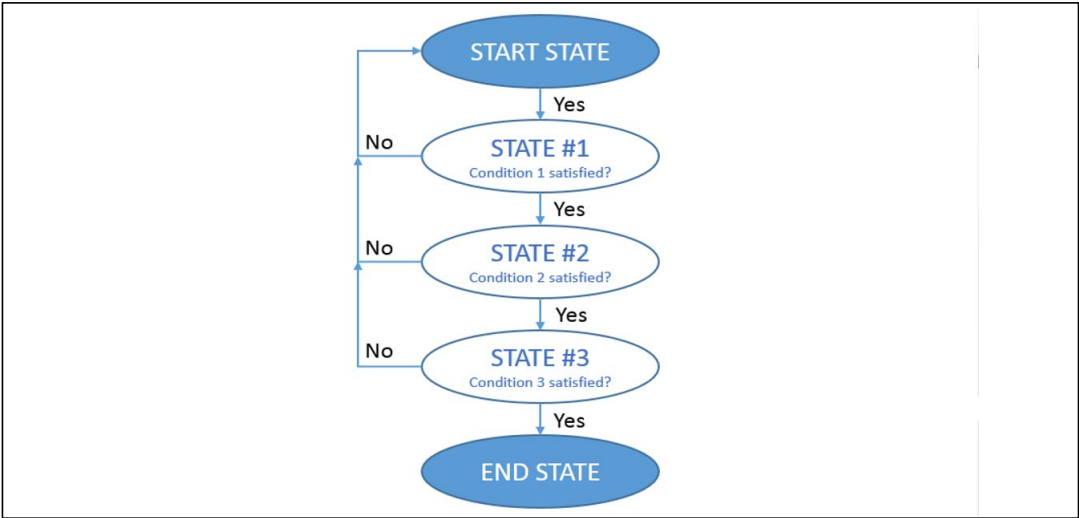 START STATE
Yes
No
STATE #1
Condition 1 satisfied?
Yes
No
STATE #2
Condition 2 satisfied?
Yes
No
STATE #3
Condition 3 satisfied?
Yes
END STATE